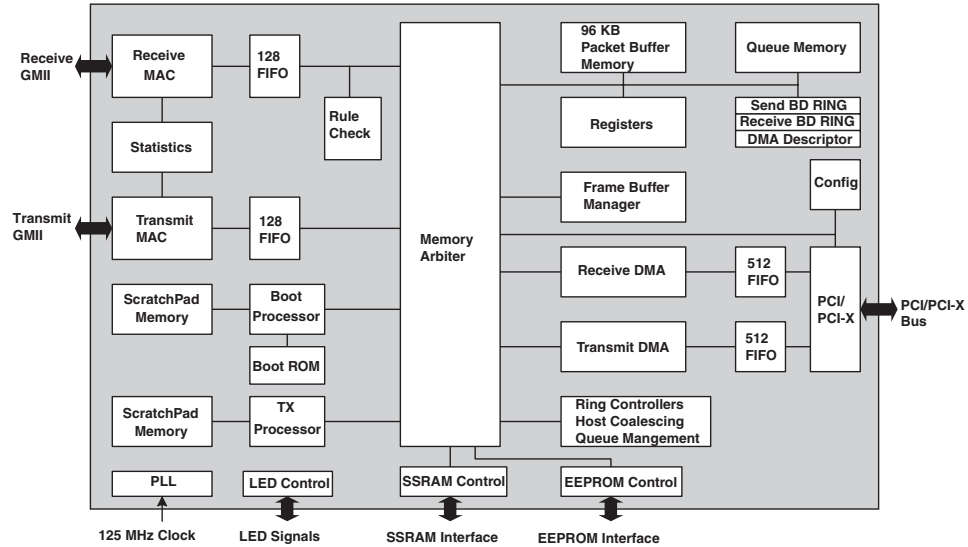 Receive
GMII
Receive
MAC
128
FIFO
Rule
Check
Statistics
Transmit
GMII
Transmit
MAC
128
FIFO
ScratchPad
Memory
Boot
Processor
Boot ROM
ScratchPad
Memory
TX
Processor
PLL
LED Control
125 MHz Clock
LED Signals
Memory
Arbiter
SSRAM Control
EEPROM Control
SSRAM Interface
EEPROM Interface
96 KB
Packet Buffer
Memory
Queue Memory
Registers
Send BD RING
Receive BD RING
DMA Descriptor
Frame Buffer
Manager
Config
Receive DMA
512
FIFO
PCI/
PCI-X
PCI/PCI-X
Bus
Transmit DMA
512
FIFO
Ring Controllers
Host Coalescing
Queue Mangement